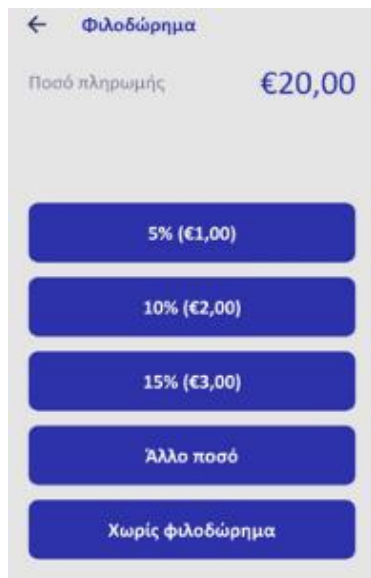 ← Φιλοδώρημα
Ποσό πληρωμής €20,00
5% (€1,00)
10% (€2,00)
15% (€3,00)
Άλλο ποσό
Χωρίς φιλοδώρημα